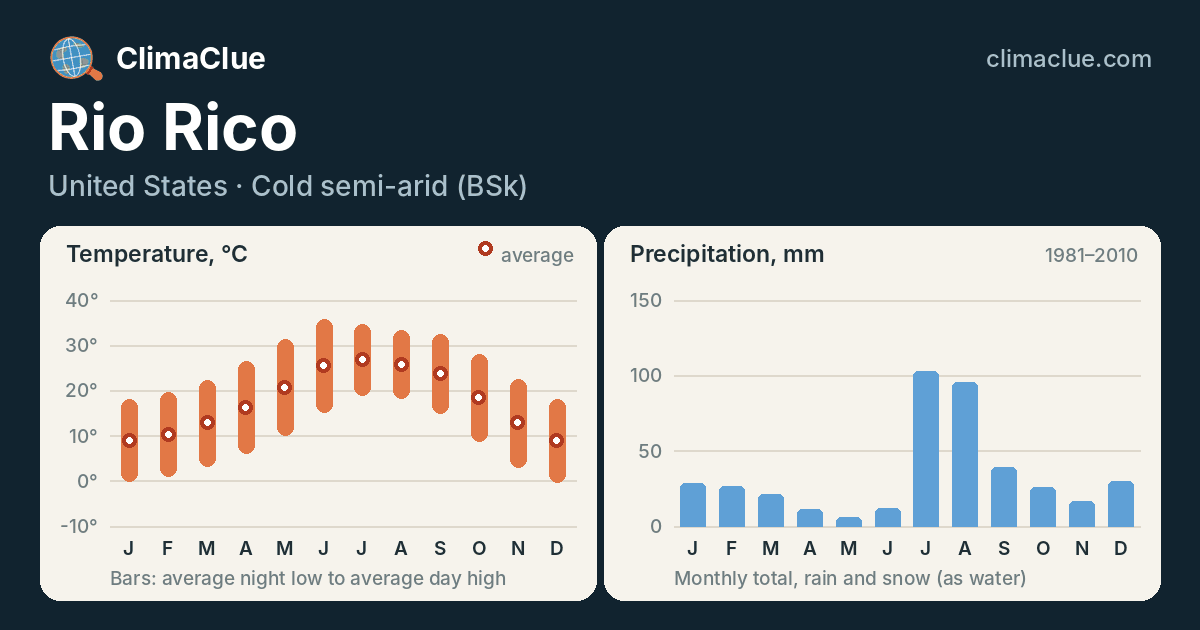 ClimaClue
climaclue.com
Rio Rico
United States · Cold semi-arid (BSk)
Temperature, °C
average
40°
30°
20°
10°
0°
-10°
J F M A M J J A S O N D
Bars: average night low to average day high
Precipitation, mm
1981–2010
150
100
50
0
J F M A M J J A S O N D
Monthly total, rain and snow (as water)